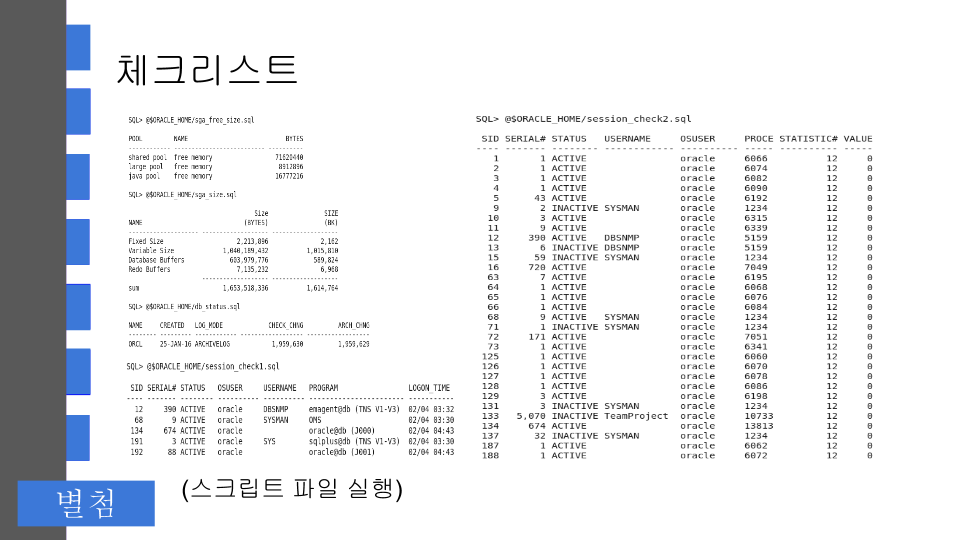 체크리스트
SQL> @$ORACLE_HOME/sga_free_size.sql
POOL NAME BYTES
------------ -------------------------- ----------
shared pool free memory 71620440
large pool free memory 8912896
java pool free memory 16777216
SQL> @$ORACLE_HOME/sga_size.sql
Size SIZE
NAME (BYTES) (BK)
-------------------- ------------------ ------------------
Fixed Size 2,213,896 2,162
Variable Size 1,040,189,432 1,015,810
Database Buffers 603,979,776 589,824
Redo Buffers 7,135,232 6,968
------------------ ------------------
sum 1,653,518,336 1,614,764
SQL> @$ORACLE_HOME/db_status.sql
NAME CREATED LOG_MODE CHECK_CHNG ARCH_CHNG
-------- --------- ------------ ------------------ ------------------
ORCL 25-JAN-16 ARCHIVELOG 1,959,630 1,959,629
SQL> @$ORACLE_HOME/session_check1.sql
SID SERIAL# STATUS OSUSER USERNAME PROGRAM LOGON_TIME
---- ------- -------- ---------- ---------- ------------------------ -----------
12 390 ACTIVE oracle DBSNMP emagent@db (TNS V1-V3) 02/04 03:32
68 9 ACTIVE oracle SYSMAN OMS 02/04 03:30
134 674 ACTIVE oracle oracle@db (J000) 02/04 04:43
191 3 ACTIVE oracle SYS sqlplus@db (TNS V1-V3) 02/04 03:30
192 88 ACTIVE oracle oracle@db (J001) 02/04 04:43
SQL> @$ORACLE_HOME/session_check2.sql
SID SERIAL# STATUS USERNAME OSUSER PROCE STATISTIC# VALUE
---- ------- -------- ------------ ---------- ----- ---------- -----
1 1 ACTIVE oracle 6066 12 0
2 1 ACTIVE oracle 6074 12 0
3 1 ACTIVE oracle 6082 12 0
4 1 ACTIVE oracle 6090 12 0
5 43 ACTIVE oracle 6192 12 0
9 2 INACTIVE SYSMAN oracle 1234 12 0
10 3 ACTIVE oracle 6315 12 0
11 9 ACTIVE oracle 6339 12 0
12 390 ACTIVE DBSNMP oracle 5159 12 0
13 6 INACTIVE DBSNMP oracle 5159 12 0
15 59 INACTIVE SYSMAN oracle 1234 12 0
16 720 ACTIVE oracle 7049 12 0
63 7 ACTIVE oracle 6195 12 0
64 1 ACTIVE oracle 6068 12 0
65 1 ACTIVE oracle 6076 12 0
66 1 ACTIVE oracle 6084 12 0
68 9 ACTIVE SYSMAN oracle 1234 12 0
71 1 INACTIVE SYSMAN oracle 1234 12 0
72 171 ACTIVE oracle 7051 12 0
73 1 ACTIVE oracle 6341 12 0
125 1 ACTIVE oracle 6060 12 0
126 1 ACTIVE oracle 6070 12 0
127 1 ACTIVE oracle 6078 12 0
128 1 ACTIVE oracle 6086 12 0
129 3 ACTIVE oracle 6198 12 0
131 3 INACTIVE SYSMAN oracle 1234 12 0
133 5,070 INACTIVE TeamProject oracle 10733 12 0
134 674 ACTIVE oracle 13813 12 0
137 32 INACTIVE SYSMAN oracle 1234 12 0
187 1 ACTIVE oracle 6062 12 0
188 1 ACTIVE oracle 6072 12 0
(스크립트 파일 실행)
별첨